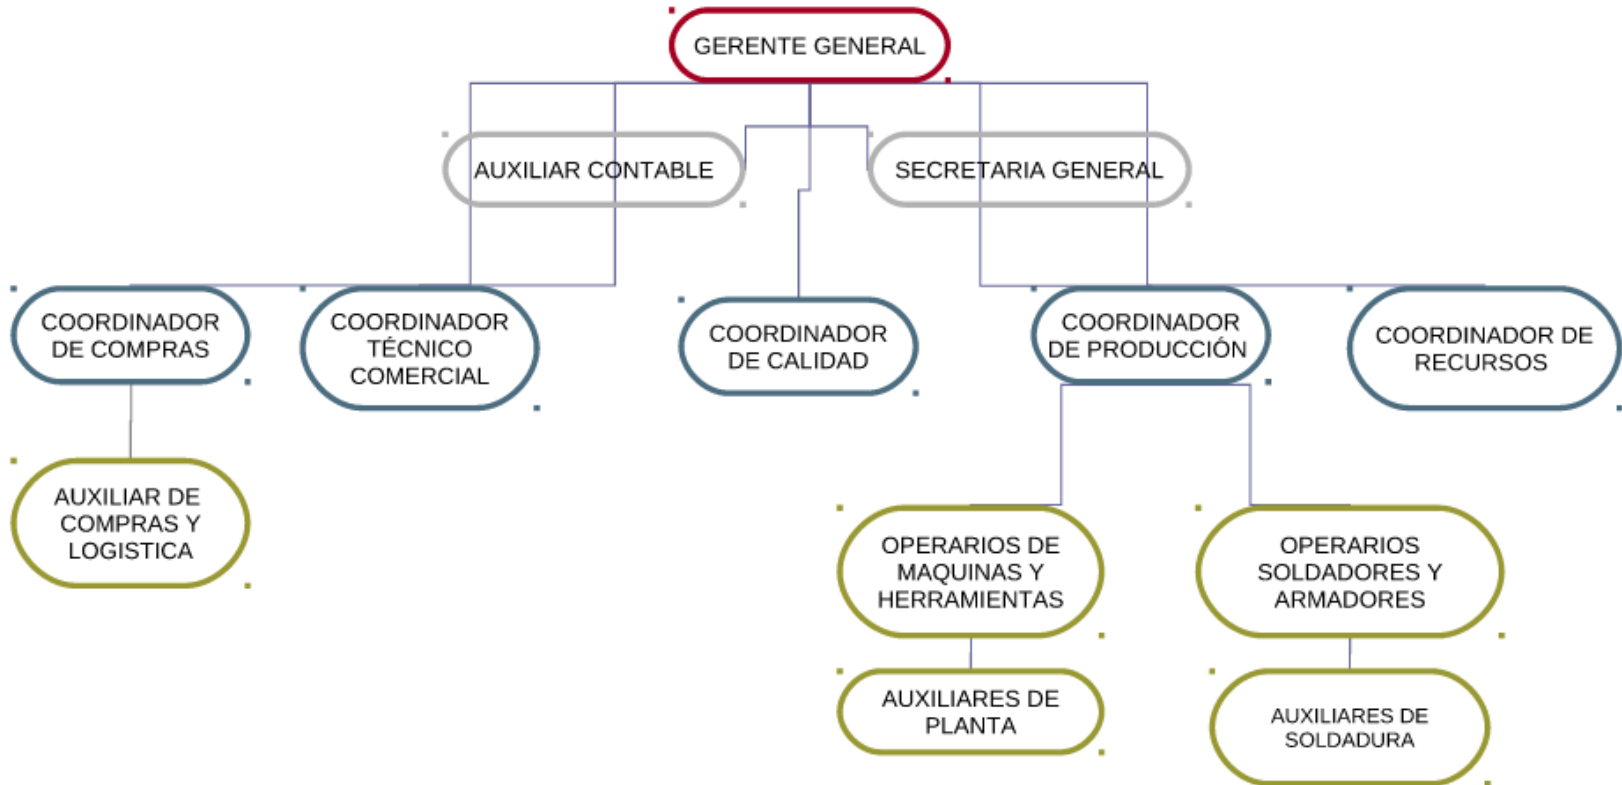 GERENTE GENERAL
AUXILIAR CONTABLE
SECRETARIA GENERAL
COORDINADOR
DE COMPRAS
COORDINADOR
TÉCNICO
COMERCIAL
COORDINADOR
DE CALIDAD
COORDINADOR
DE PRODUCCIÓN
COORDINADOR DE
RECURSOS
AUXILIAR DE
COMPRAS Y
LOGISTICA
OPERARIOS DE
MAQUINAS Y
HERRAMIENTAS
OPERARIOS
SOLDADORES Y
ARMADORES
AUXILIARES DE
PLANTA
AUXILIARES DE
SOLDADURA